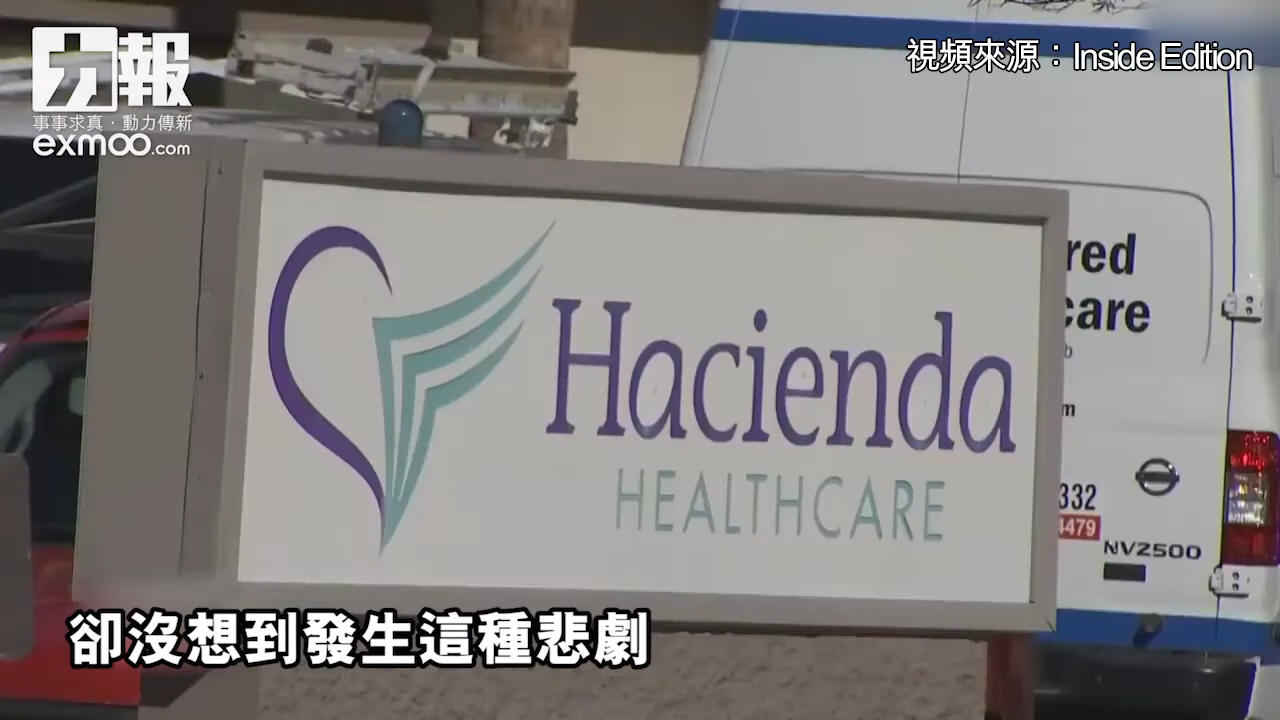 力報
事事求真·動力傳新
exmoo.com
視頻來源：Inside Edition
Hacienda
HEALTHCARE
red
care
332
4479
NV2500
卻沒想到發生這種悲劇